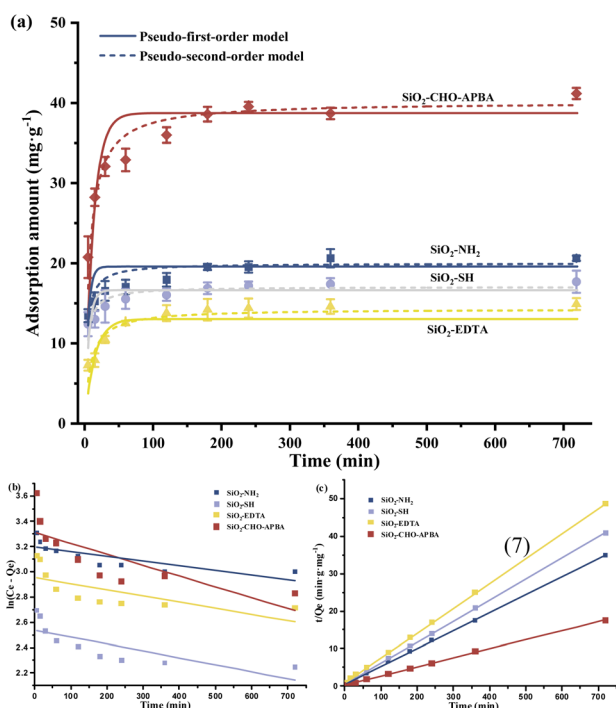 (a)
Pseudo-first-order model
Pseudo-second-order model
SiO₂-CHO-APBA
SiO₂-NH₂
SiO₂-SH
SiO₂-EDTA
Adsorption amount (mg·g⁻¹)
50
40
30
20
10
0
0 100 200 300 400 500 600 700
Time (min)
(b)
SiO₂-NH₂
SiO₂-SH
SiO₂-EDTA
SiO₂-CHO-APBA
ln(Ce - Qe)
3.6
3.4
3.2
3.0
2.8
2.6
2.4
2.2
0 100 200 300 400 500 600 700
Time (min)
(c)
SiO₂-NH₂
SiO₂-SH
SiO₂-EDTA
SiO₂-CHO-APBA
(7)
t/Qe (min·g·mg⁻¹)
50
40
30
20
10
0
0 100 200 300 400 500 600 700
Time (min)